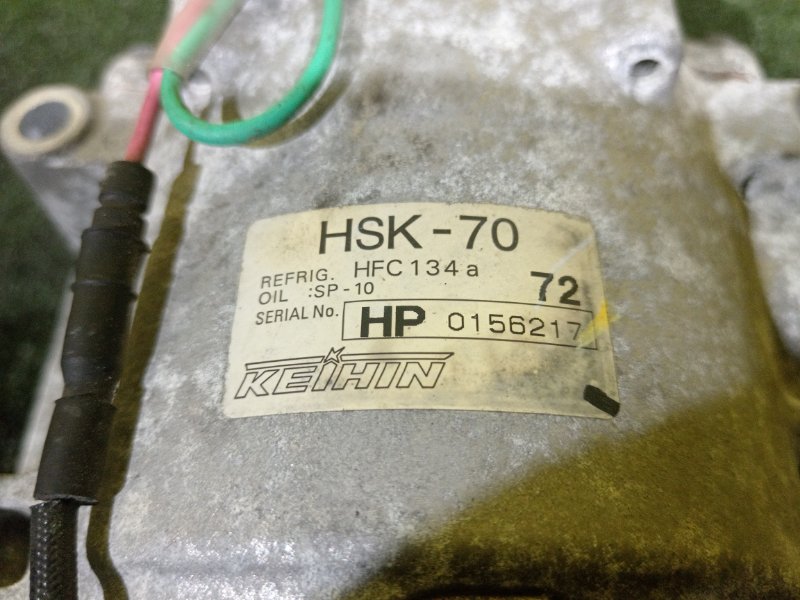 HSK-70
REFRIG. HFC134a
72
OIL :SP-10
SERIAL No. HP 0156217
KEIHIN